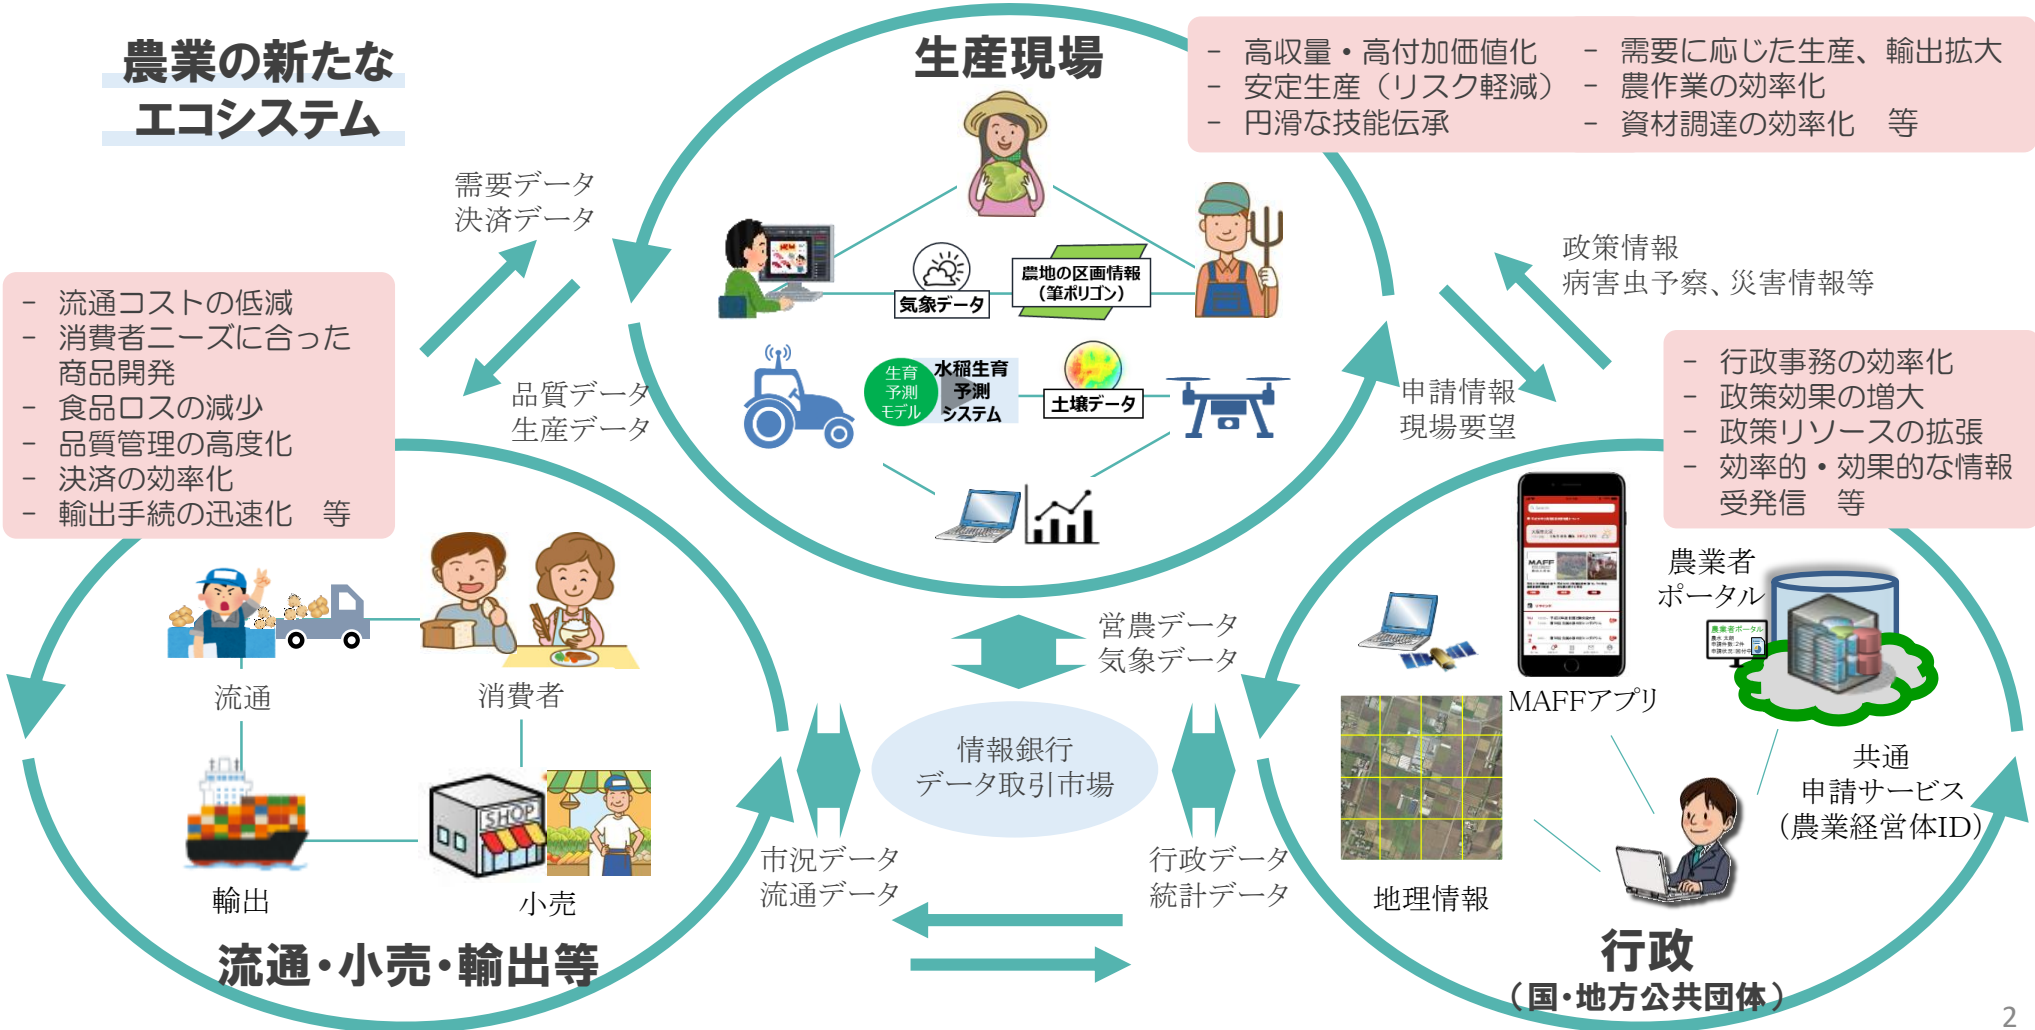 農業の新たな
エコシステム
生産現場
- 高収量・高付加価値化
- 安定生産（リスク軽減）
- 円滑な技能伝承
- 需要に応じた生産、輸出拡大
- 農作業の効率化
- 資材調達の効率化　等
需要データ
決済データ
品質データ
生産データ
気象データ
農地の区画情報
（筆ポリゴン）
生育
予測
モデル
水稲生育
予測
システム
土壌データ
政策情報
病害虫予察、災害情報等
申請情報
現場要望
- 流通コストの低減
- 消費者ニーズに合った
商品開発
- 食品ロスの減少
- 品質管理の高度化
- 決済の効率化
- 輸出手続の迅速化　等
- 行政事務の効率化
- 政策効果の増大
- 政策リソースの拡張
- 効率的・効果的な情報
受発信　等
流通
消費者
輸出
SHOP
小売
流通・小売・輸出等
営農データ
気象データ
情報銀行
データ取引市場
市況データ
流通データ
行政データ
統計データ
MAFF
MAFFアプリ
農業者
ポータル
農業者ポータル
共通
申請サービス
（農業経営体ID）
地理情報
行政
（国・地方公共団体）
2